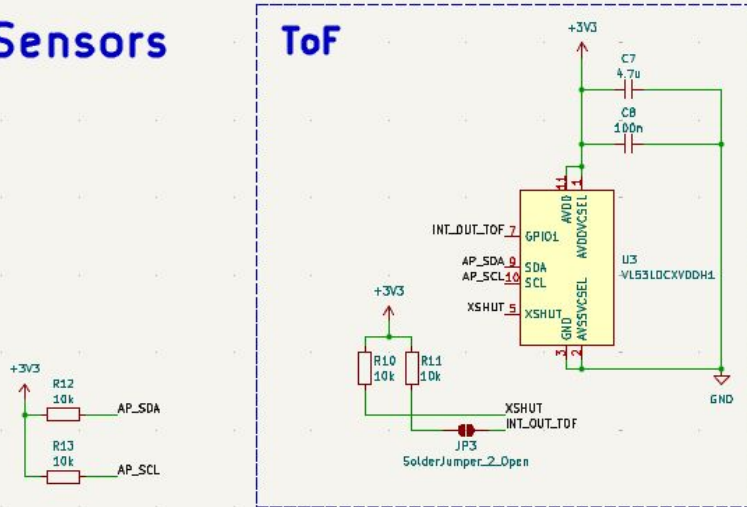 Sensors
ToF
+3V3
C7
4.7u
C8
100n
11
1
AVDD
AVDDVCSEL
INT_OUT_TOF
7
GPIO1
AP_SDA
9
SDA
AP_SCL
10
SCL
XSHUT
5
XSHUT
U3
VL53L0CXV0DH1
GND
AVSSVCSEL
3
2
GND
+3V3
R10
10k
R11
10k
XSHUT
INT_OUT_TOF
JP3
SolderJumper_2_Open
+3V3
R12
10k
AP_SDA
R13
10k
AP_SCL